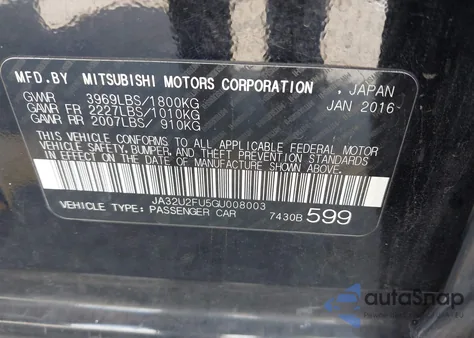 MFD.BY MITSUBISHI MOTORS CORPORATION , JAPAN
GVWR 3969LBS/1800KG JAN 2016
GAWR FR 2227LBS/1010KG
GAWR RR 2007LBS/ 910KG
THIS VEHICLE CONFORMS TO ALL APPLICABLE FEDERAL MOTOR
VEHICLE SAFETY, BUMPER, AND THEFT PREVENTION STANDARDS
IN EFFECT ON THE DATE OF MANUFACTURE SHOWN ABOVE.
JA32U2FU5GU008003
VEHICLE TYPE: PASSENGER CAR 7430B 599
autoSnap